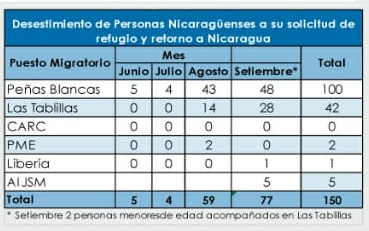 Desestimiento de Personas Nicaragüenses a su solicitud de
refugio y retorno a Nicaragua
Puesto Migratorio Mes Total
Junio Julio Agosto Setiembre*
Peñas Blancas 5 4 43 48 100
Las Tablillas 0 0 14 28 42
CARC 0 0 0 0
PME 0 0 2 0 2
Liberia 0 0 0 1 1
AIJSM 5 5
Total 5 4 59 77 150
* Setiembre 2 personas menoresde edad acompañados en Las Tablillas